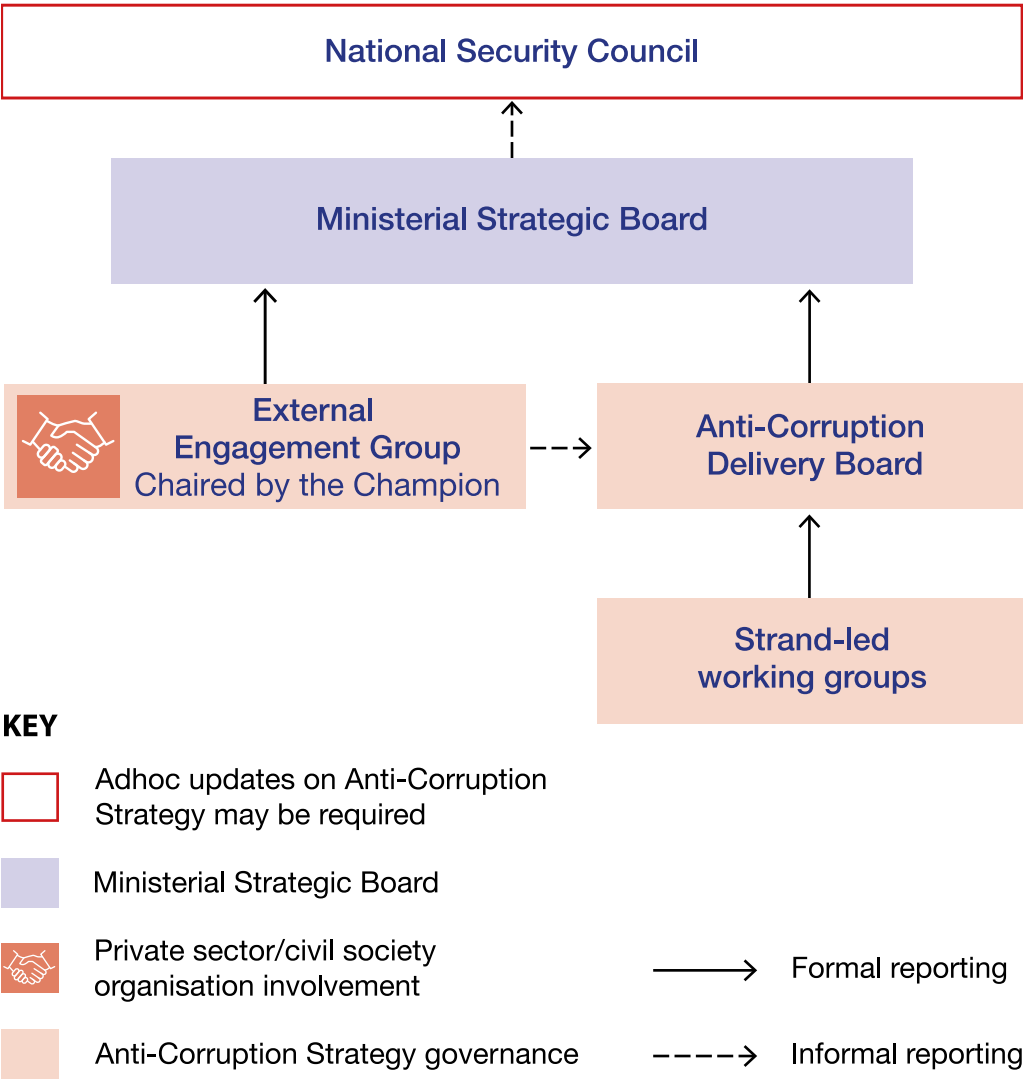 National Security Council
Ministerial Strategic Board
External
Engagement Group
Chaired by the Champion
Anti-Corruption
Delivery Board
Strand-led
working groups
KEY
Adhoc updates on Anti-Corruption
Strategy may be required
Ministerial Strategic Board
Private sector/civil society
organisation involvement
Formal reporting
Anti-Corruption Strategy governance
Informal reporting